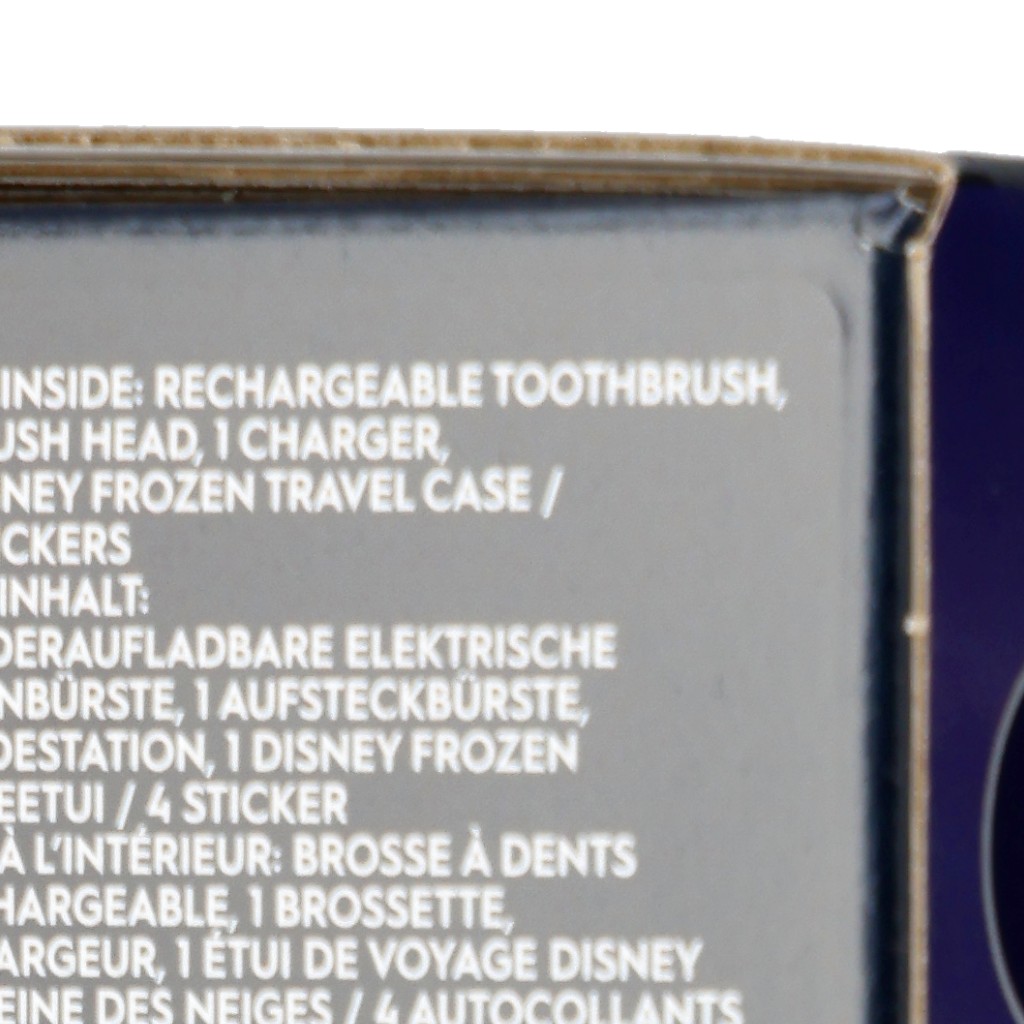 INSIDE: RECHARGEABLE TOOTHBRUSH,
USH HEAD, 1 CHARGER,
NEY FROZEN TRAVEL CASE /
CKERS
INHALT:
DERAUFLADBARE ELEKTRISCHE
NBÜRSTE, 1 AUFSTECKBÜRSTE,
DESTATION, 1 DISNEY FROZEN
EETUI / 4 STICKER
À L'INTÉRIEUR: BROSSE À DENTS
HARGEABLE, 1 BROSSETTE,
ARGEUR, 1 ÉTUI DE VOYAGE DISNEY
EINE DES NEIGES / 4 AUTOCOLLANTS